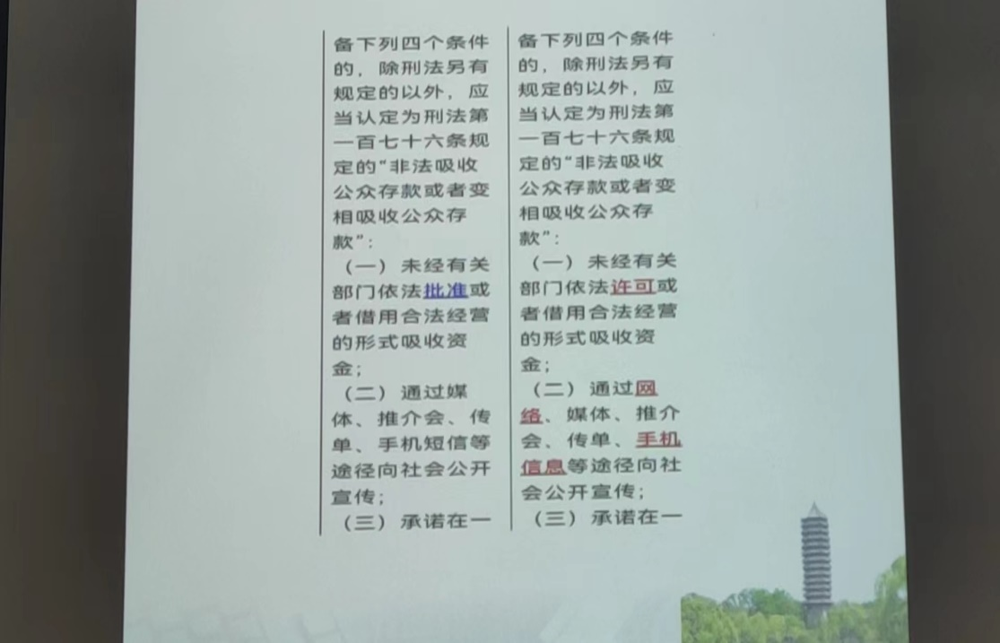 备下列四个条件
的，除刑法另有
规定的以外，应
当认定为刑法第
一百七十六条规
定的“非法吸收
公众存款或者变
相吸收公众存
款”：
（一）未经有关
部门依法批准或
者借用合法经营
的形式吸收资
金；
（二）通过媒
体、推介会、传
单、手机短信等
途径向社会公开
宣传；
（三）承诺在一
备下列四个条件
的，除刑法另有
规定的以外，应
当认定为刑法第
一百七十六条规
定的“非法吸收
公众存款或者变
相吸收公众存
款”：
（一）未经有关
部门依法许可或
者借用合法经营
的形式吸收资
金；
（二）通过网
络、媒体、推介
会、传单、手机
信息等途径向社
会公开宣传；
（三）承诺在一